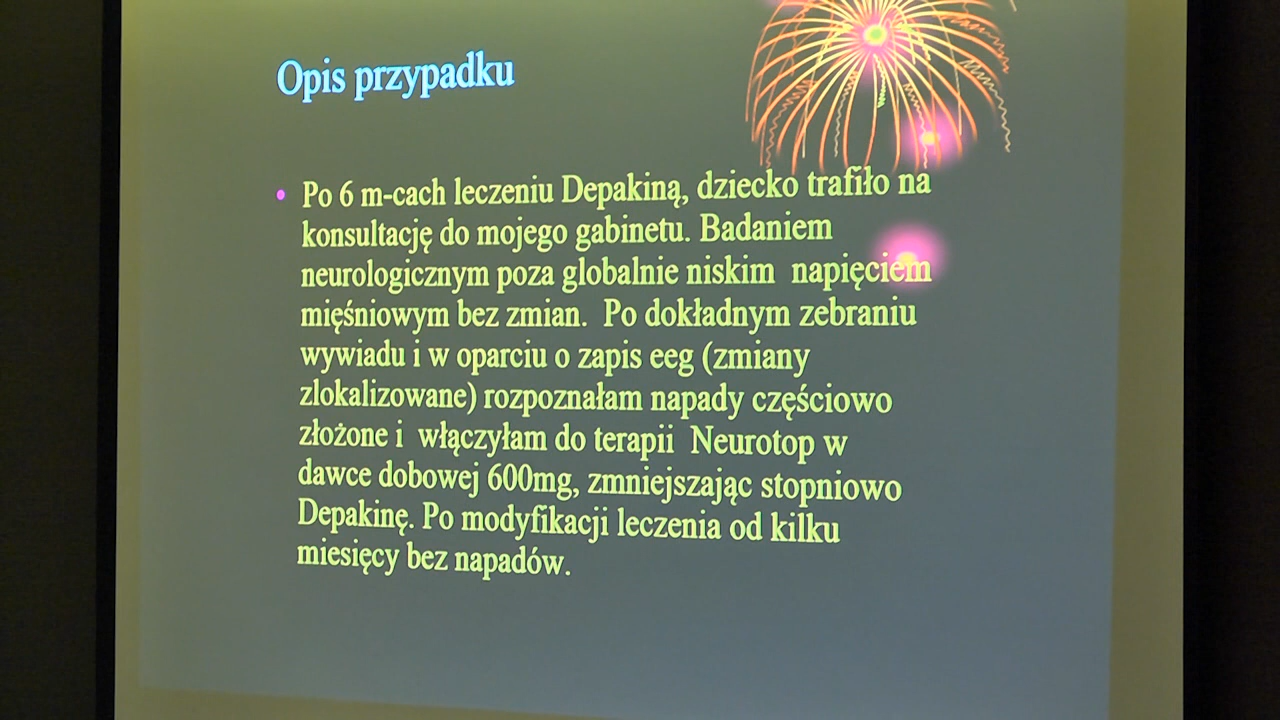 Opis przypadku
• Po 6 m-cach leczeniu Depakiną, dziecko trafiło na
konsultację do mojego gabinetu. Badaniem
neurologicznym poza globalnie niskim napięciem
mięśniowym bez zmian. Po dokładnym zebraniu
wywiadu i w oparciu o zapis eeg (zmiany
zlokalizowane) rozpoznałam napady częściowo
złożone i włączyłam do terapii Neurotop w
dawce dobowej 600mg, zmniejszając stopniowo
Depakinę. Po modyfikacji leczenia od kilku
miesięcy bez napadów.